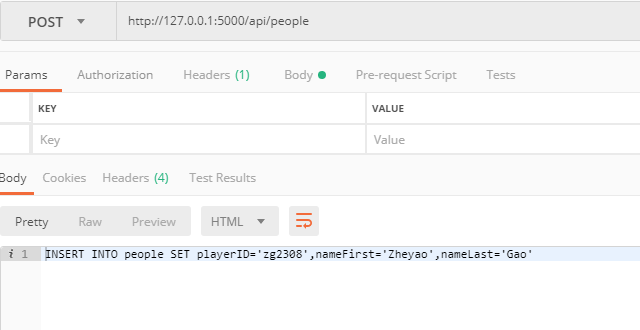 POST http://127.0.0.1:5000/api/people
Params Authorization Headers (1) Body Pre-request Script Tests
KEY VALUE
Key Value
Body Cookies Headers (4) Test Results
Pretty Raw Preview HTML
i 1 INSERT INTO people SET playerID='zg2308',nameFirst='Zheyao',nameLast='Gao'